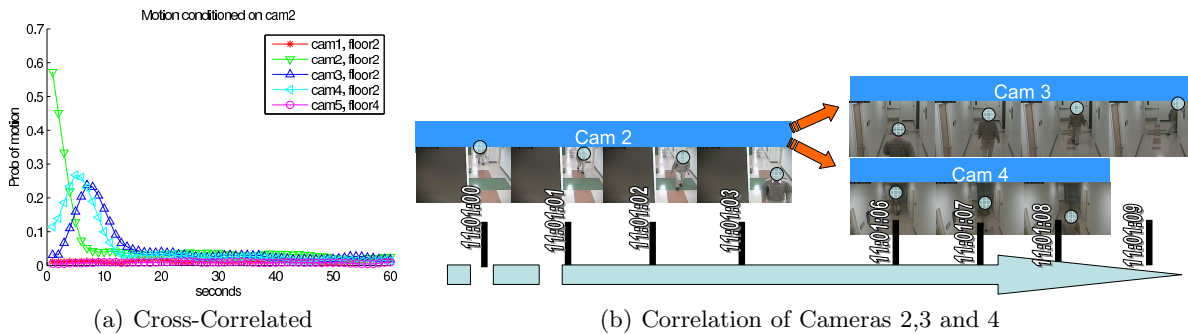 Motion conditioned on cam2
Prob of motion
0.7
0.6
0.5
0.4
0.3
0.2
0.1
0
0 10 20 30 40 50 60
seconds
cam1, floor2
cam2, floor2
cam3, floor2
cam4, floor2
cam5, floor4
(a) Cross-Correlated
Cam 2
Cam 3
Cam 4
11:01:00
11:01:01
11:01:02
11:01:03
11:01:06
11:01:07
11:01:08
11:01:09
(b) Correlation of Cameras 2,3 and 4